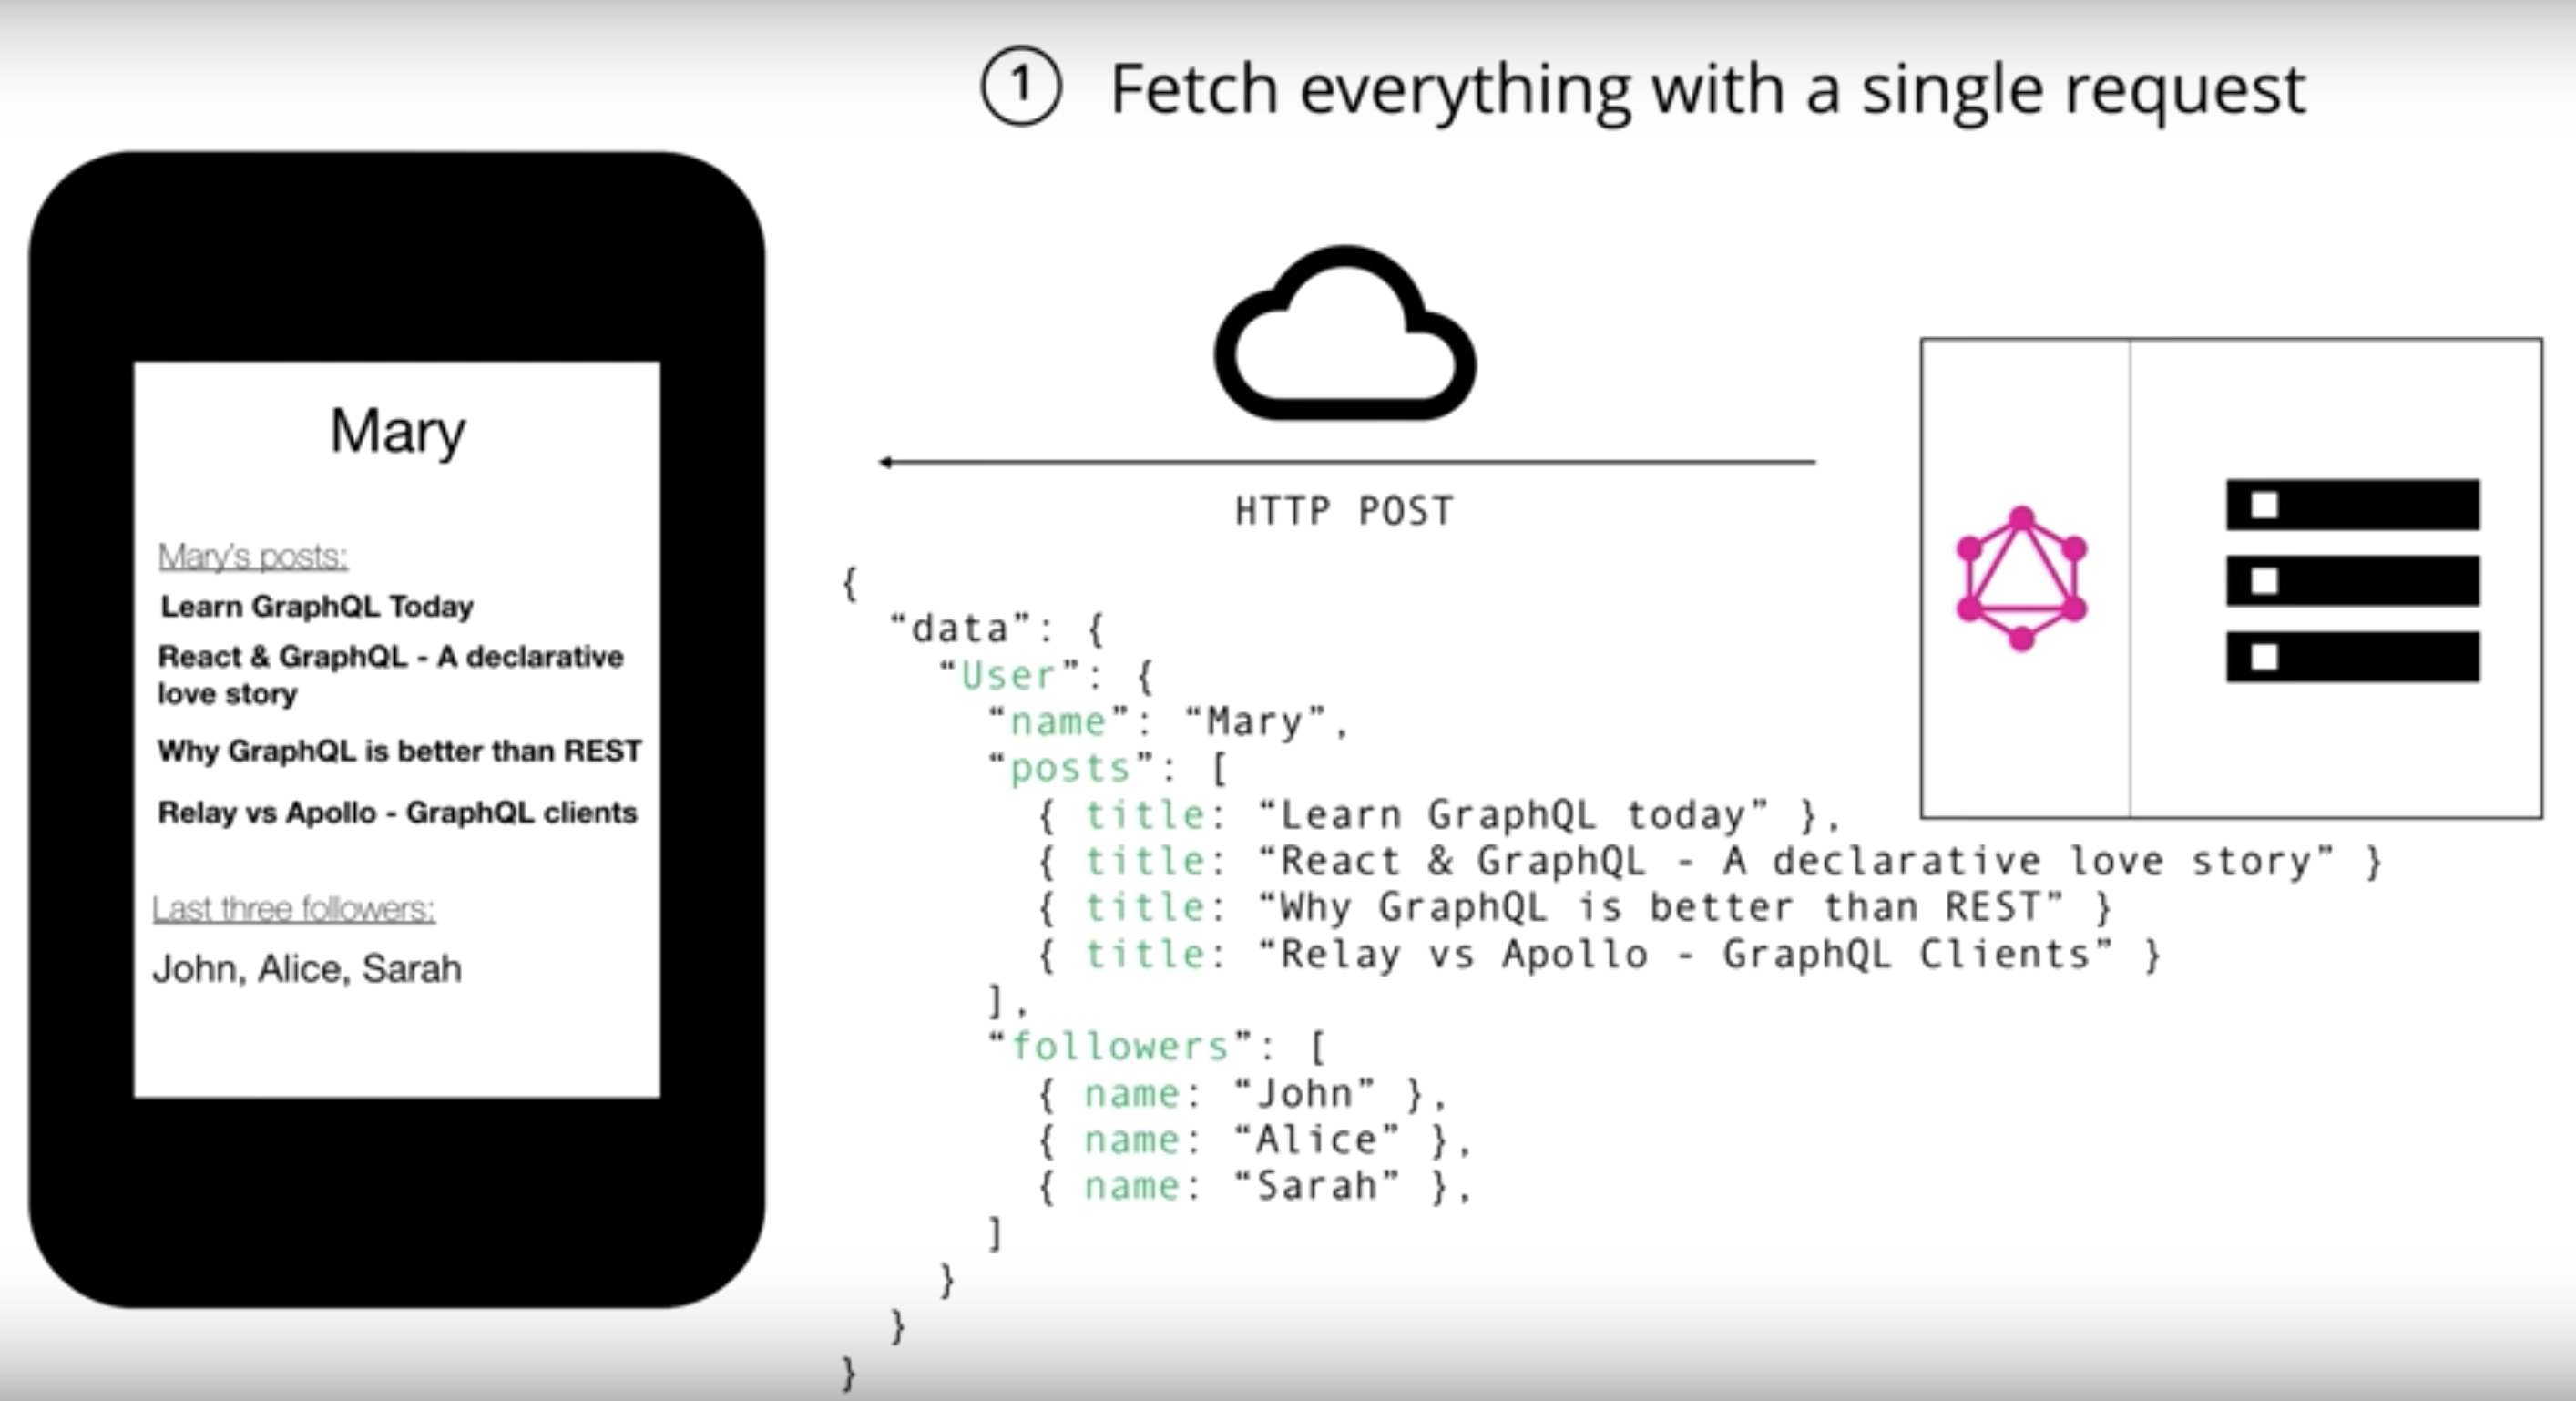 1 Fetch everything with a single request
Mary
Mary's posts:
Learn GraphQL Today
React & GraphQL - A declarative
love story
Why GraphQL is better than REST
Relay vs Apollo - GraphQL clients
Last three followers:
John, Alice, Sarah
HTTP POST
{
“data”: {
“User”: {
“name”: “Mary”,
“posts”: [
{ title: “Learn GraphQL today” },
{ title: “React & GraphQL - A declarative love story” }
{ title: “Why GraphQL is better than REST” }
{ title: “Relay vs Apollo - GraphQL Clients” }
],
“followers”: [
{ name: “John” },
{ name: “Alice” },
{ name: “Sarah” },
]
}
}
}